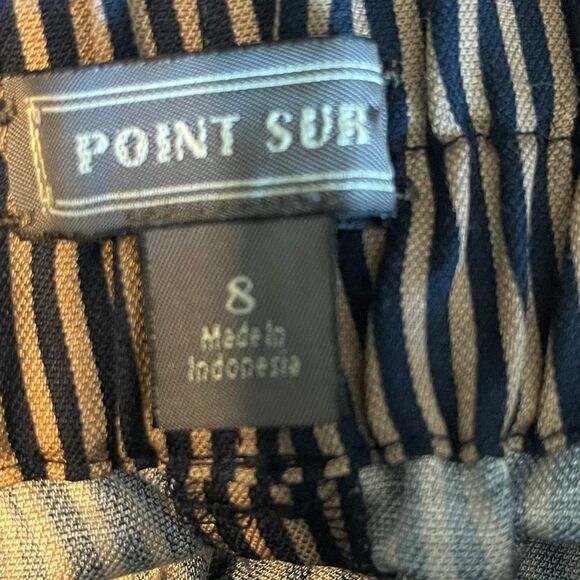 POINT SUR
8
Made in
Indonesia